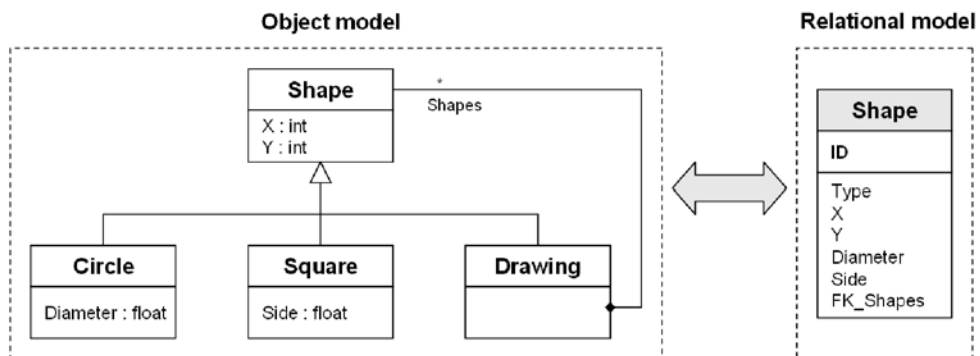 Object model
Relational model
Shape
X : int
Y : int
*
Shapes
Circle
Diameter : float
Square
Side : float
Drawing
Shape
ID
Type
X
Y
Diameter
Side
FK_Shapes